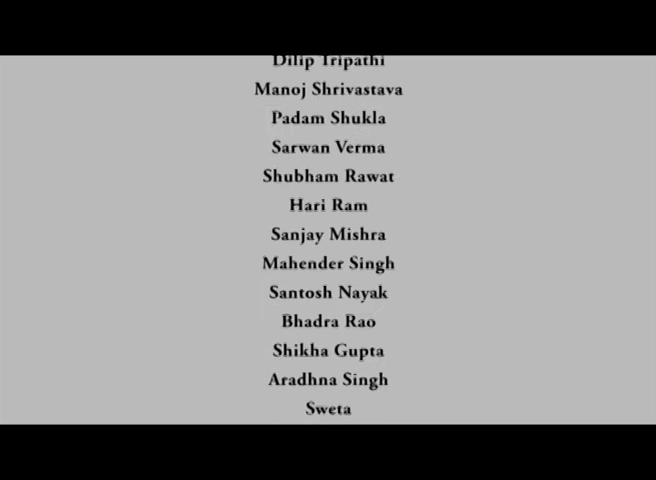 Dilip Tripathi
Manoj Shrivastava
Padam Shukla
Sarwan Verma
Shubham Rawat
Hari Ram
Sanjay Mishra
Mahender Singh
Santosh Nayak
Bhadra Rao
Shikha Gupta
Aradhna Singh
Sweta